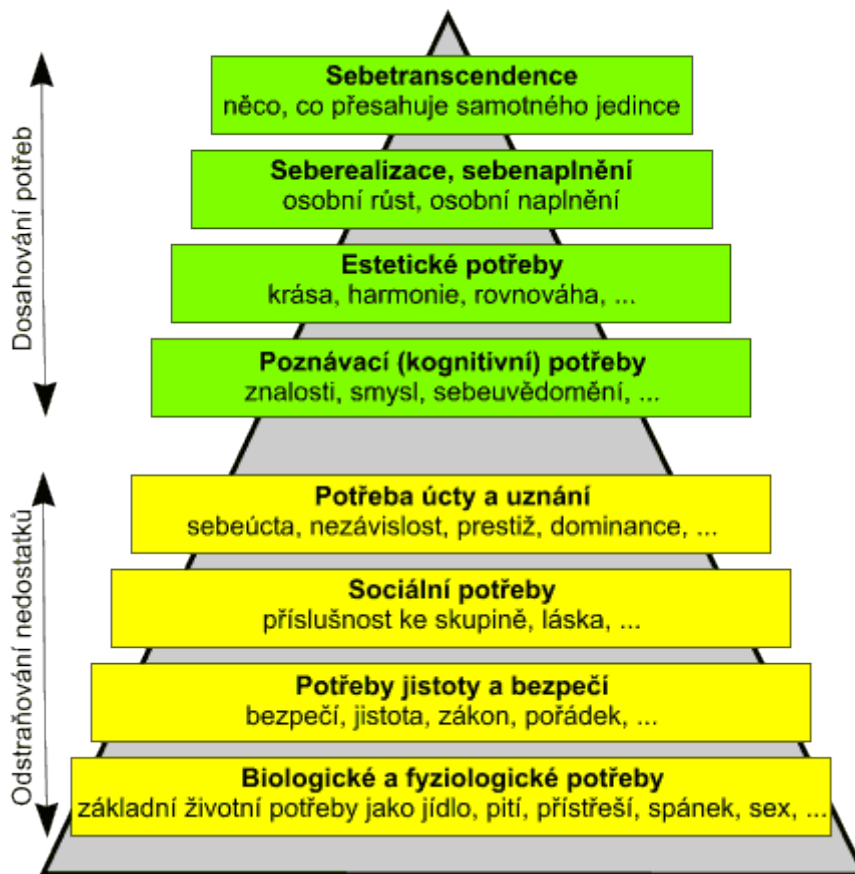 Dosahování potřeb
Sebetranscendence
něco, co přesahuje samotného jedince
Seberealizace, sebenaplnění
osobní růst, osobní naplnění
Estetické potřeby
krása, harmonie, rovnováha, ...
Poznávací (kognitivní) potřeby
znalosti, smysl, sebeuvědomění, ...
Odstraňování nedostatků
Potřeba úcty a uznání
sebeúcta, nezávislost, prestiž, dominance, ...
Sociální potřeby
příslušnost ke skupině, láska, ...
Potřeby jistoty a bezpečí
bezpečí, jistota, zákon, pořádek, ...
Biologické a fyziologické potřeby
základní životní potřeby jako jídlo, pití, přístřeší, spánek, sex, ...